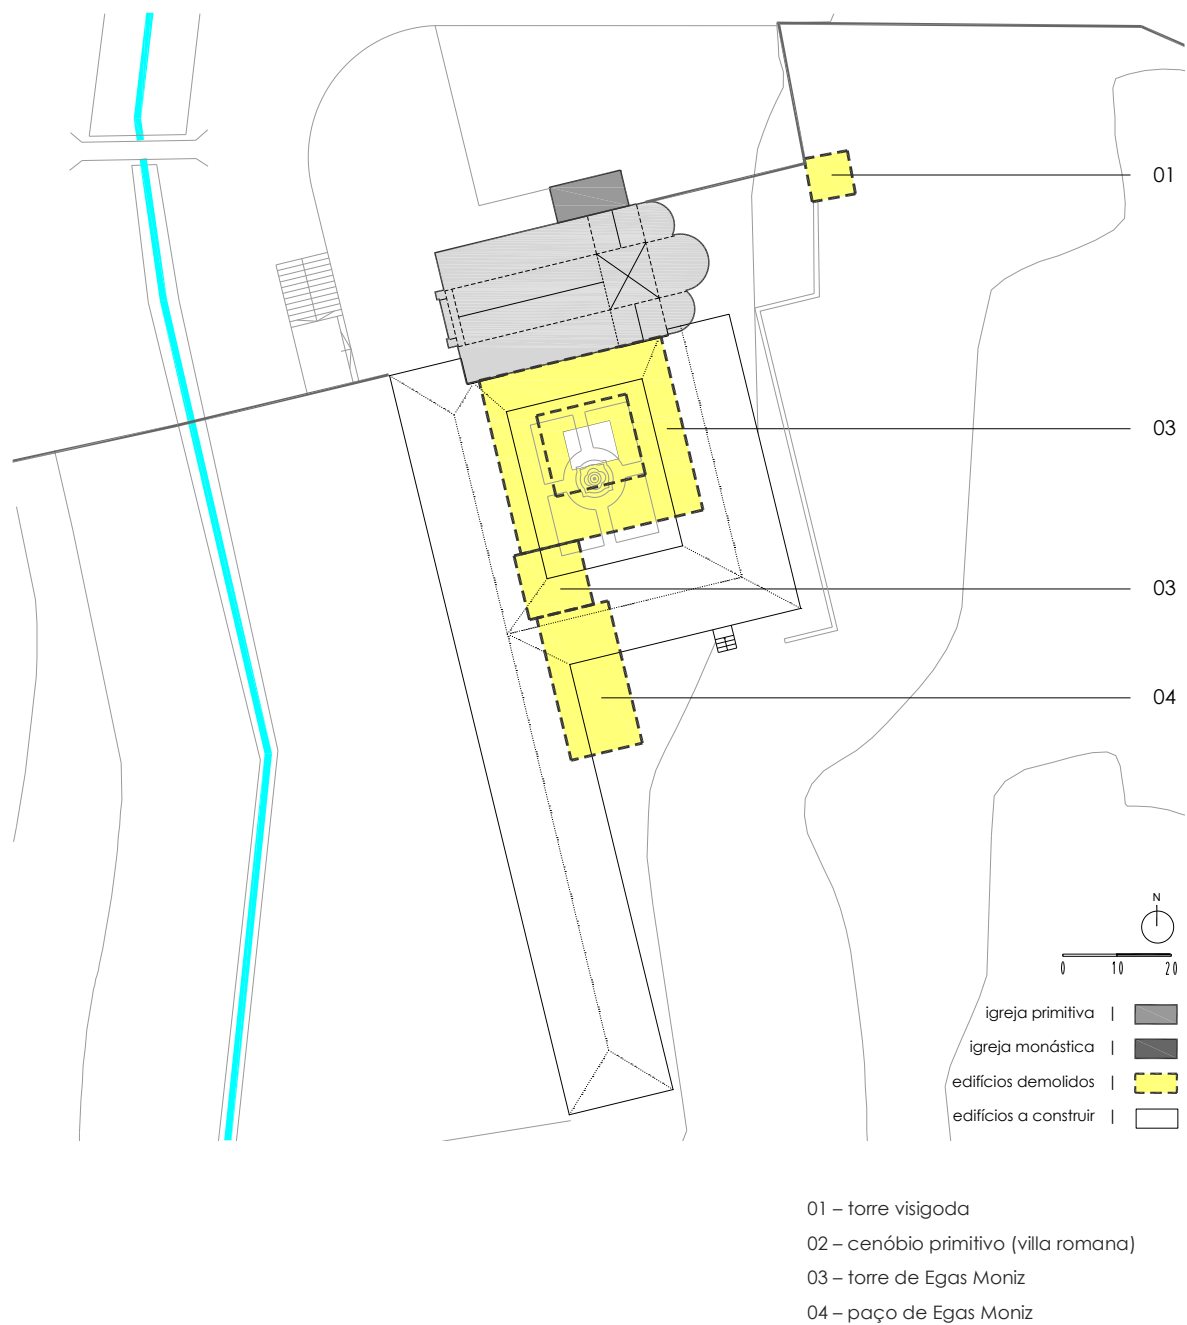 01
03
03
04
N
0 10 20
igreja primitiva |
igreja monástica |
edifícios demolidos |
edifícios a construir |
01 – torre visigoda
02 – cenóbio primitivo (villa romana)
03 – torre de Egas Moniz
04 – paço de Egas Moniz